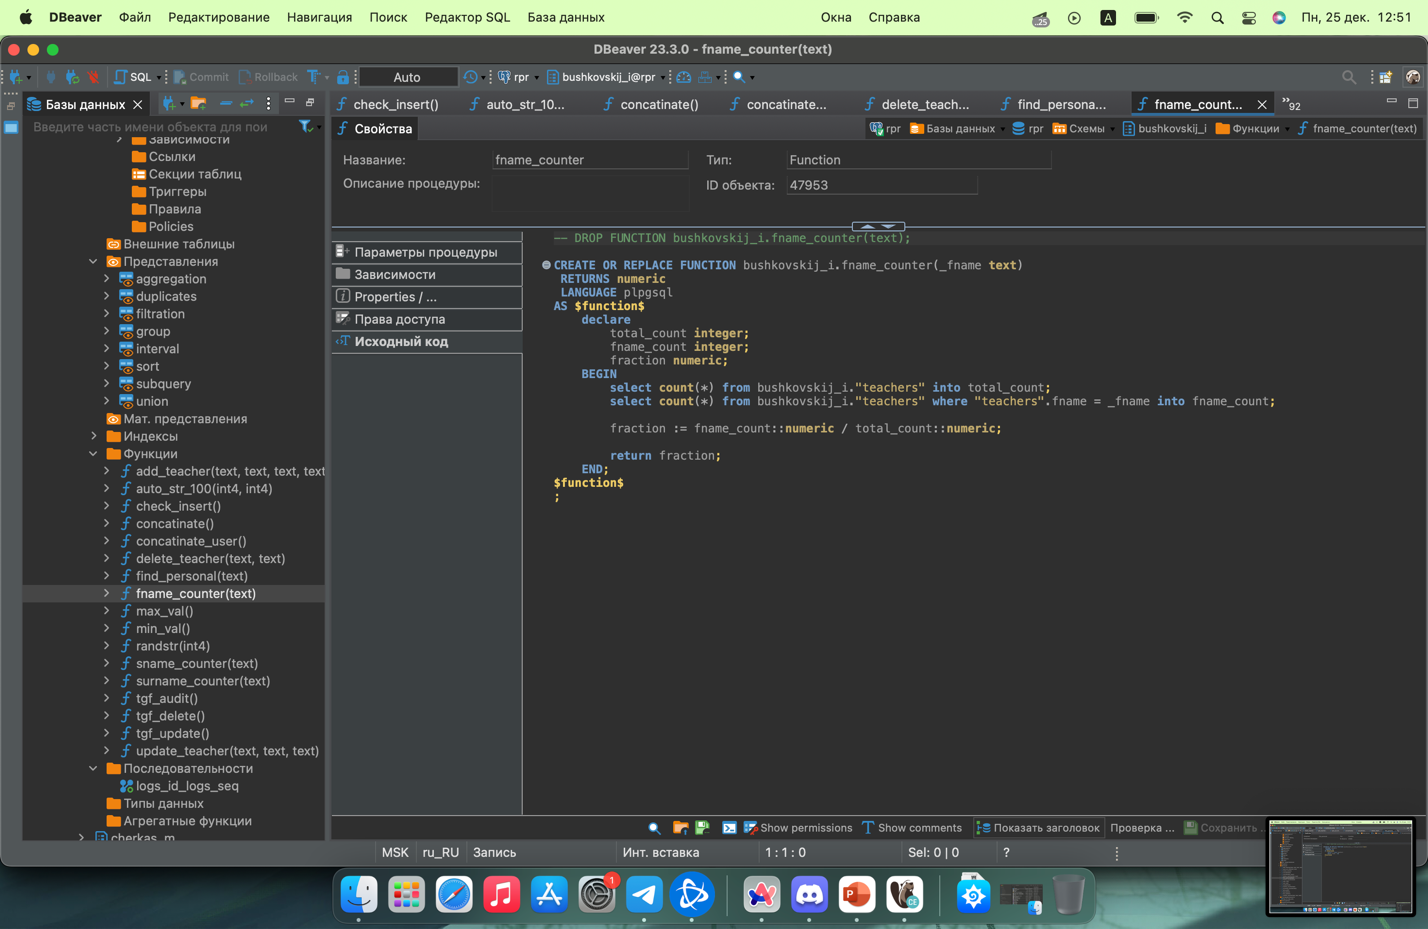 DBeaver Файл Редактирование Навигация Поиск Редактор SQL База данных Окна Справка .25 A Пн, 25 дек. 12:51
DBeaver 23.3.0 - fname_counter(text)
SQL Commit Rollback T Auto rpr bushkovskij_i@rpr
Базы данных
check_insert() auto_str_10... concatinate() concatinate... delete_teach... find_persona... fname_count... »92
Введите часть имени объекта для пои
Свойства
rpr Базы данных rpr Схемы bushkovskij_i Функции fname_counter(text)
Название: fname_counter Тип: Function
Описание процедуры: ID объекта: 47953
Зависимости
Ссылки
Секции таблиц
Триггеры
Правила
Policies
Внешние таблицы
Представления
aggregation
duplicates
filtration
group
interval
sort
subquery
union
Мат. представления
Индексы
Функции
add_teacher(text, text, text, text
auto_str_100(int4, int4)
check_insert()
concatinate()
concatinate_user()
delete_teacher(text, text)
find_personal(text)
fname_counter(text)
max_val()
min_val()
randstr(int4)
sname_counter(text)
surname_counter(text)
tgf_audit()
tgf_delete()
tgf_update()
update_teacher(text, text, text)
Последовательности
logs_id_logs_seq
Типы данных
Агрегатные функции
cherkas_m
Параметры процедуры
Зависимости
Properties / ...
Права доступа
Исходный код
-- DROP FUNCTION bushkovskij_i.fname_counter(text);
CREATE OR REPLACE FUNCTION bushkovskij_i.fname_counter(_fname text)
RETURNS numeric
LANGUAGE plpgsql
AS $function$
declare
total_count integer;
fname_count integer;
fraction numeric;
BEGIN
select count(*) from bushkovskij_i."teachers" into total_count;
select count(*) from bushkovskij_i."teachers" where "teachers".fname = _fname into fname_count;
fraction := fname_count::numeric / total_count::numeric;
return fraction;
END;
$function$
;
Show permissions Show comments Показать заголовок Проверка ... Сохранить ...
MSK ru_RU Запись Инт. вставка 1 : 1 : 0 Sel: 0 | 0 ?
1
P
CE
W